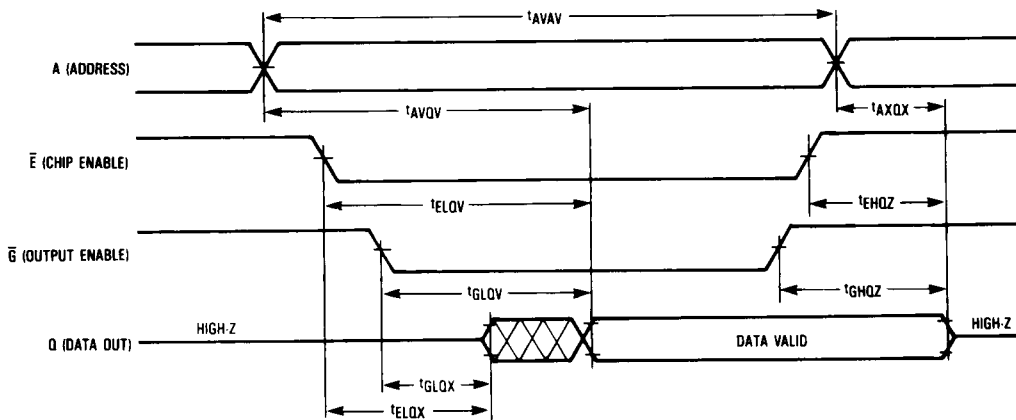 tAVAV
A (ADDRESS)
tAVQV
tAXQX
E̅ (CHIP ENABLE)
tELQV
tEHQZ
G̅ (OUTPUT ENABLE)
tGLQV
tGHQZ
HIGH-Z
Q (DATA OUT)
DATA VALID
HIGH-Z
tGLQX
tELQX